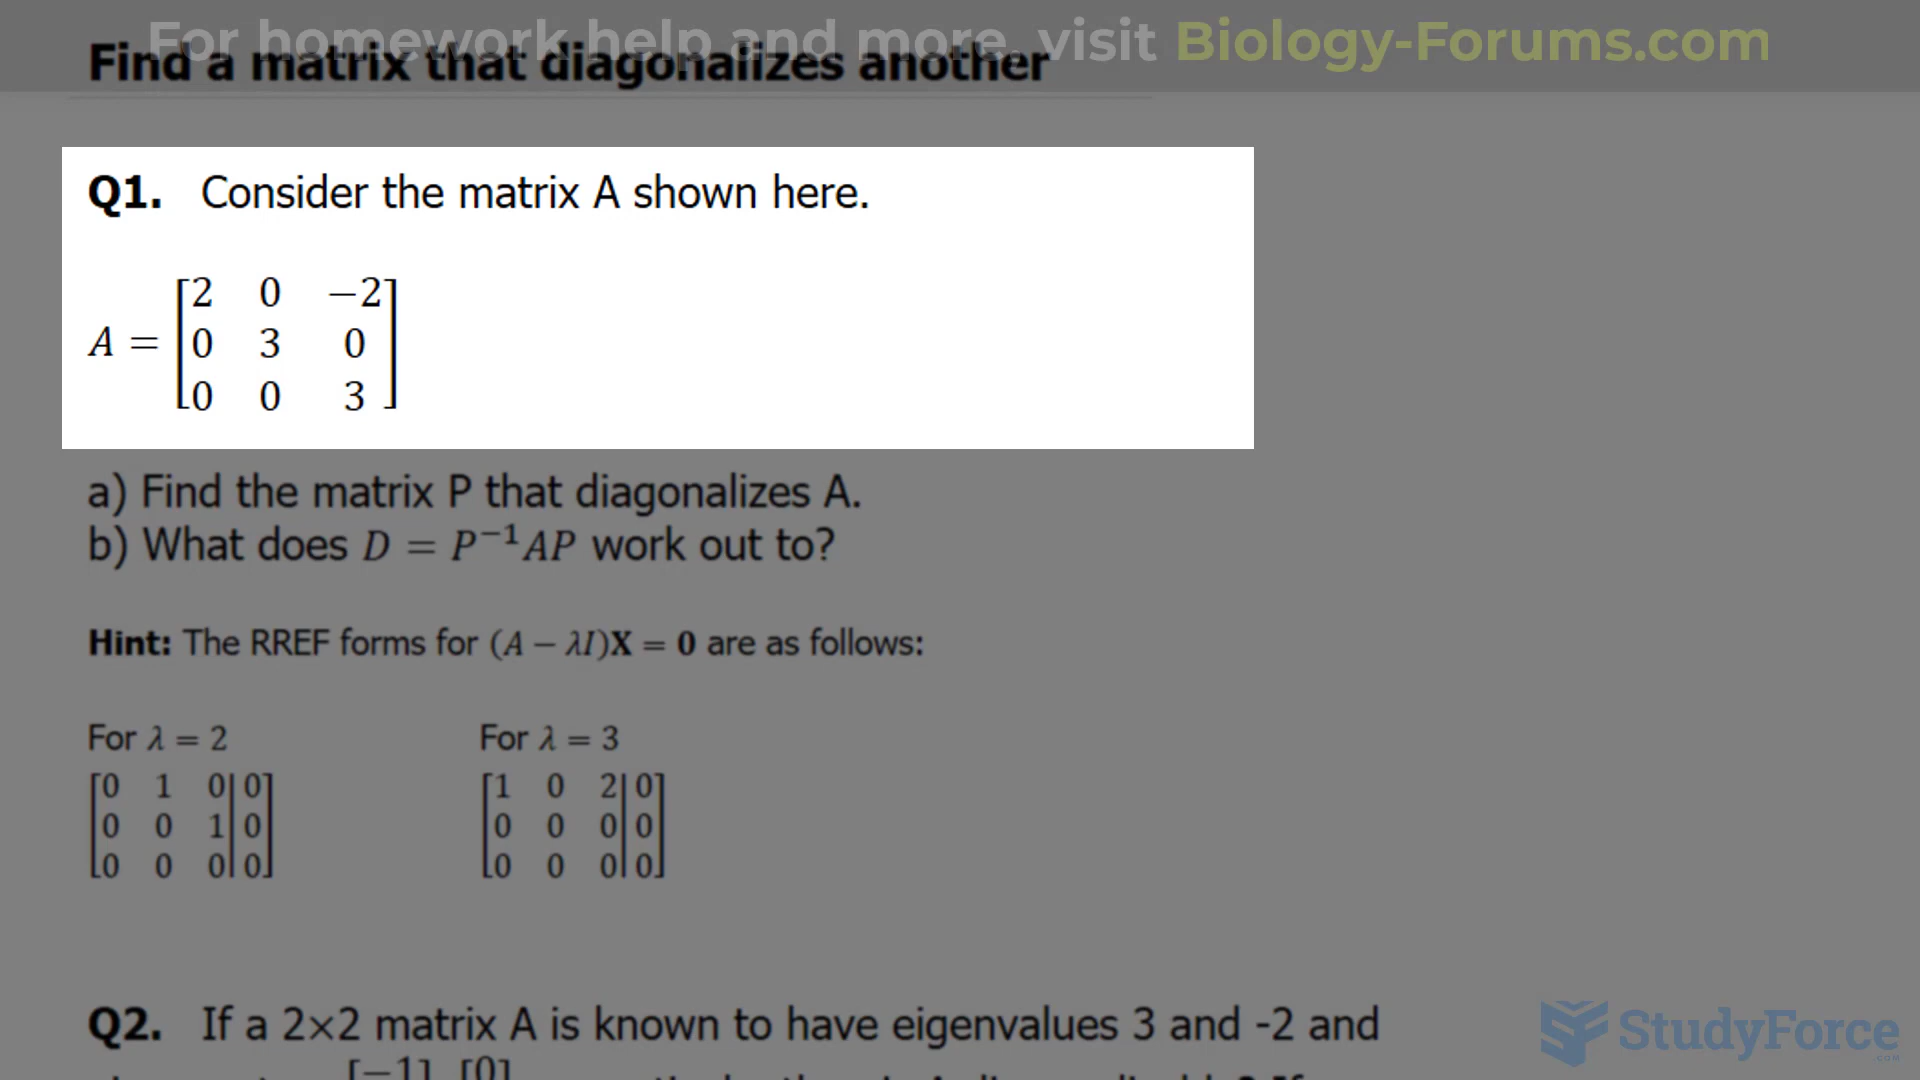 For homework help and more, visit Biology-Forums.com
Find a matrix that diagonalizes another
Q1. Consider the matrix A shown here.
A = [2 0 −2]
[0 3 0]
[0 0 3]
a) Find the matrix P that diagonalizes A.
b) What does D = P⁻¹AP work out to?
Hint: The RREF forms for (A − λI)X = 0 are as follows:
For λ = 2 For λ = 3
[0 1 0|0] [1 0 2|0]
[0 0 1|0] [0 0 0|0]
[0 0 0|0] [0 0 0|0]
Q2. If a 2×2 matrix A is known to have eigenvalues 3 and -2 and
[−1] [0]
StudyForce
.COM